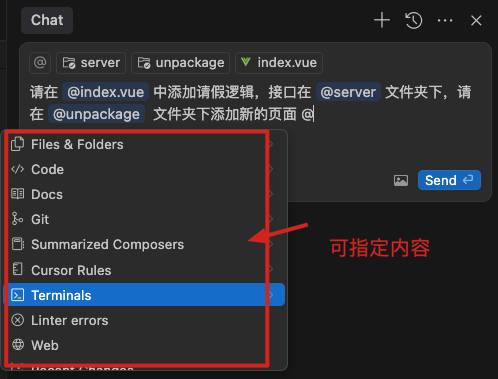 Chat
@ server unpackage index.vue
请在 @index.vue 中添加请假逻辑，接口在 @server 文件夹下，请
在 @unpackage 文件夹下添加新的页面 @
Files & Folders
Code
Docs
Send
Git
Summarized Composers
可指定内容
Cursor Rules
Terminals
Linter errors
Web
Recent Changes